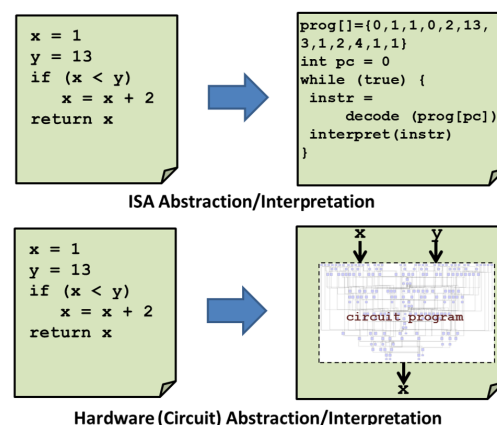 x = 1
y = 13
if (x < y)
x = x + 2
return x
prog[]={0,1,1,0,2,13,
3,1,2,4,1,1}
int pc = 0
while (true) {
instr =
decode (prog[pc])
interpret(instr)
}
ISA Abstraction/Interpretation
x = 1
y = 13
if (x < y)
x = x + 2
return x
x y
circuit program
x
Hardware (Circuit) Abstraction/Interpretation